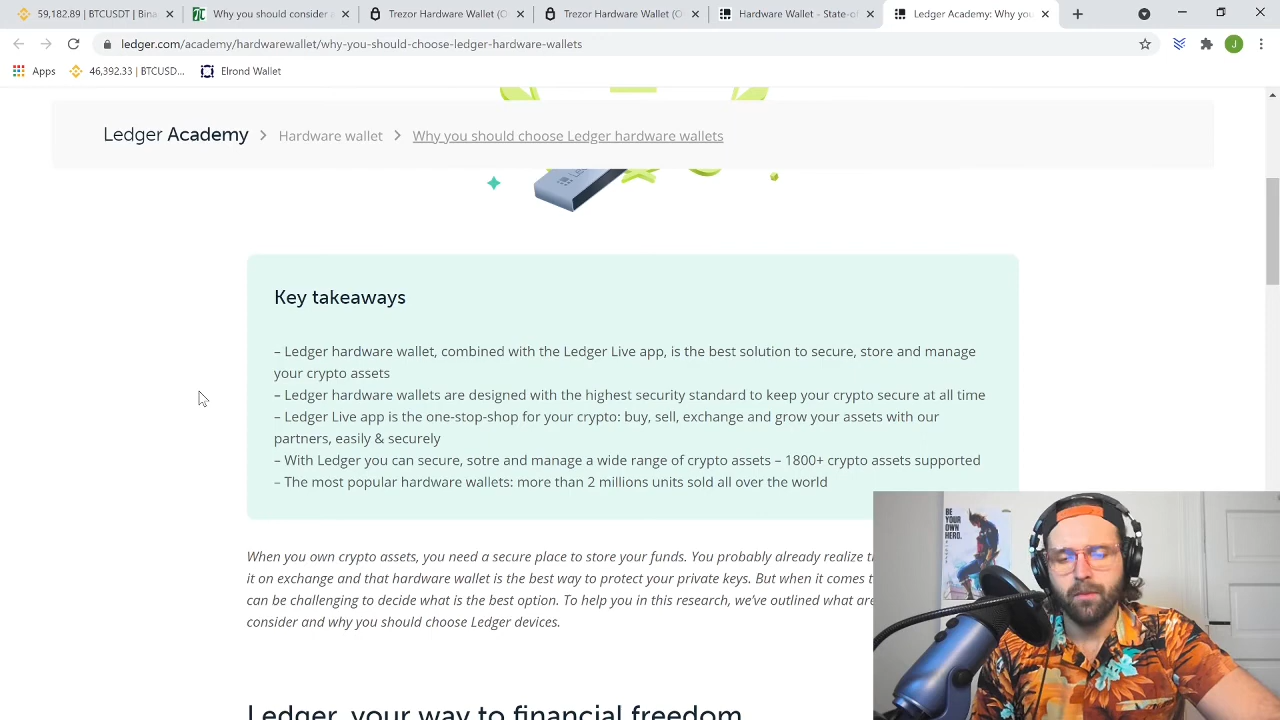 59,182.89 | BTCUSDT | Binan
Why you should consider a
Trezor Hardware Wallet (O
Trezor Hardware Wallet (O
Hardware Wallet - State-o
Ledger Academy: Why you
ledger.com/academy/hardwarewallet/why-you-should-choose-ledger-hardware-wallets
J
Apps
46,392.33 | BTCUSD...
Elrond Wallet
Ledger Academy > Hardware wallet > Why you should choose Ledger hardware wallets
Key takeaways
– Ledger hardware wallet, combined with the Ledger Live app, is the best solution to secure, store and manage
your crypto assets
– Ledger hardware wallets are designed with the highest security standard to keep your crypto secure at all time
– Ledger Live app is the one-stop-shop for your crypto: buy, sell, exchange and grow your assets with our
partners, easily & securely
– With Ledger you can secure, sotre and manage a wide range of crypto assets – 1800+ crypto assets supported
– The most popular hardware wallets: more than 2 millions units sold all over the world
When you own crypto assets, you need a secure place to store your funds. You probably already realize
it on exchange and that hardware wallet is the best way to protect your private keys. But when it comes
can be challenging to decide what is the best option. To help you in this research, we've outlined what are
consider and why you should choose Ledger devices.
Ledger, your way to financial freedom
BE
YOUR
OWN
HERO.